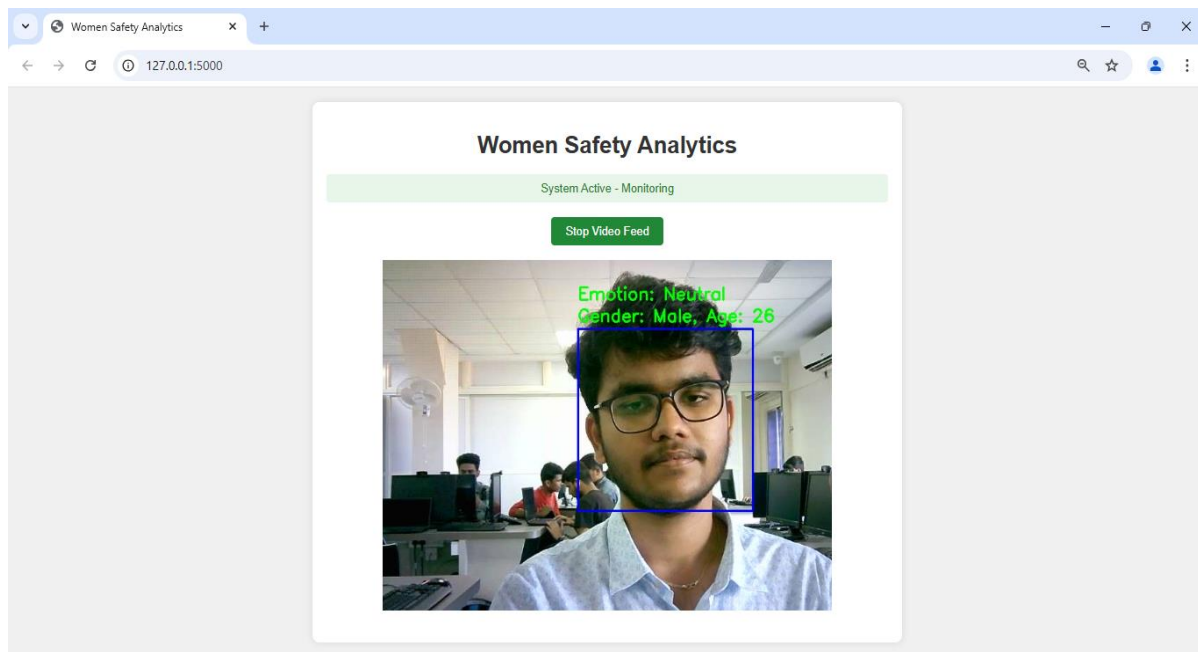 Women Safety Analytics
127.0.0.1:5000
Women Safety Analytics
System Active - Monitoring
Stop Video Feed
Emotion: Neutral
Gender: Male, Age: 26